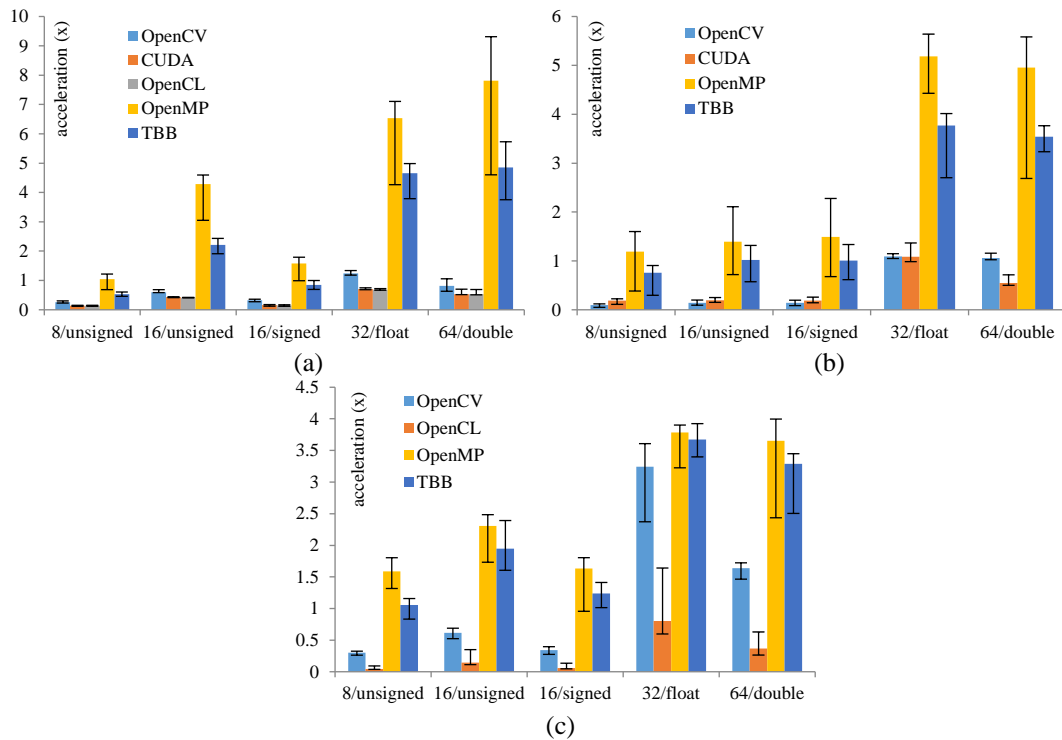 10
9
8
7
6
5
4
3
2
1
0
acceleration (x)
OpenCV
CUDA
OpenCL
OpenMP
TBB
8/unsigned 16/unsigned 16/signed 32/float 64/double
(a)
6
5
4
3
2
1
0
acceleration (x)
OpenCV
CUDA
OpenMP
TBB
8/unsigned 16/unsigned 16/signed 32/float 64/double
(b)
4.5
4
3.5
3
2.5
2
1.5
1
0.5
0
acceleration (x)
OpenCV
OpenCL
OpenMP
TBB
8/unsigned 16/unsigned 16/signed 32/float 64/double
(c)